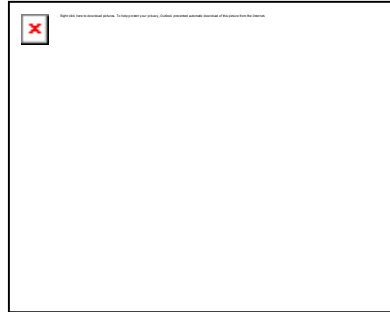 Right-click here to download pictures. To help protect your privacy, Outlook prevented automatic download of this picture from the Internet.